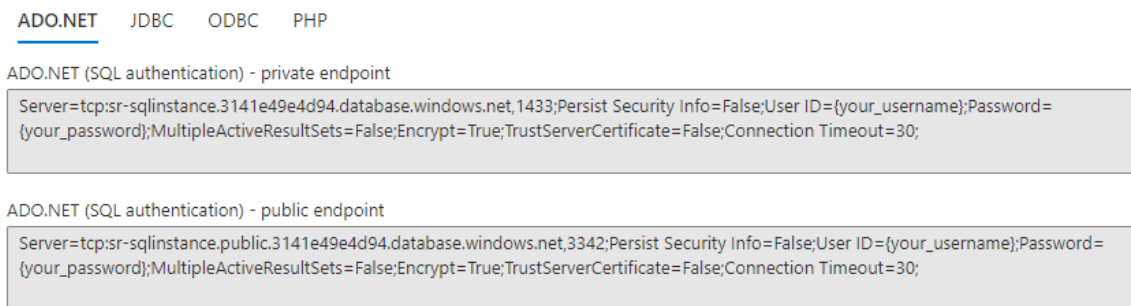 ADO.NET JDBC ODBC PHP
ADO.NET (SQL authentication) - private endpoint
Server=tcp:sr-sqlinstance.3141e49e4d94.database.windows.net,1433;Persist Security Info=False;User ID={your_username};Password=
{your_password};MultipleActiveResultSets=False;Encrypt=True;TrustServerCertificate=False;Connection Timeout=30;
ADO.NET (SQL authentication) - public endpoint
Server=tcp:sr-sqlinstance.public.3141e49e4d94.database.windows.net,3342;Persist Security Info=False;User ID={your_username};Password=
{your_password};MultipleActiveResultSets=False;Encrypt=True;TrustServerCertificate=False;Connection Timeout=30;